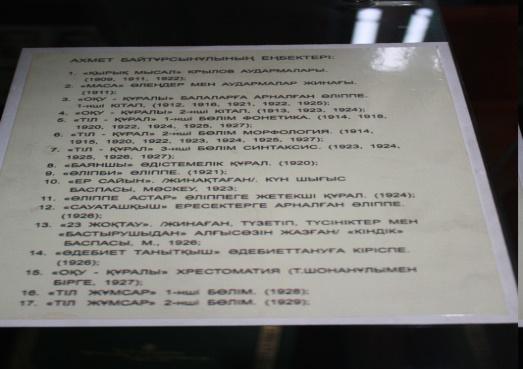 АХМЕТ БАЙТҰРСЫНҰЛЫНЫҢ ЕҢБЕКТЕРІ:
1. «ҚЫРЫҚ МЫСАЛ» КРЫЛОВ АУДАРМАЛАРЫ.
(1909, 1911, 1922);
2. «МАСА» ӨЛЕҢДЕР МЕН АУДАРМАЛАР ЖИНАҒЫ.
(1911);
3. «ОҚУ - ҚҰРАЛЫ» БАЛАЛАРҒА АРНАЛҒАН ӘЛІППЕ.
1-нші КІТАП, (1912, 1916, 1921, 1922, 1925);
4. «ОҚУ - ҚҰРАЛЫ» 2-нші КІТАП, (1913, 1923, 1924);
5. «ТІЛ - ҚҰРАЛ» 1-нші БӨЛІМ ФОНЕТИКА. (1914, 1918,
1920, 1922, 1924, 1925, 1927);
6. «ТІЛ - ҚҰРАЛ» 2-нші БӨЛІМ МОРФОЛОГИЯ. (1914,
1915, 1920, 1922, 1923, 1924, 1925, 1927);
7. «ТІЛ - ҚҰРАЛ» 3-нші БӨЛІМ СИНТАКСИС. (1923, 1924,
1925, 1926, 1927);
8. «БАЯНШЫ» ӘДІСТЕМЕЛІК ҚҰРАЛ. (1920);
9. «ӘЛІПБИ» ӘЛІППЕ. (1921);
10. «ЕР САЙЫН». /ЖИНАҚТАҒАН/. КҮН ШЫҒЫС
БАСПАСЫ, МӘСКЕУ, 1923;
11. «ӘЛІППЕ АСТАР» ӘЛІППЕГЕ ЖЕТЕКШІ ҚҰРАЛ. (1924);
12. «САУАТАШҚЫШ» ЕРЕСЕКТЕРГЕ АРНАЛҒАН ӘЛІППЕ.
(1926);
13. «23 ЖОҚТАУ». /ЖИНАҒАН, ТҮЗЕТІП, ТҮСІНІКТЕР МЕН
«БАСТЫРУШЫДАН» АЛҒЫСӨЗІН ЖАЗҒАН/ «КІНДІК»
БАСПАСЫ, М., 1926;
14. «ӘДЕБИЕТ ТАНЫТҚЫШ» ӘДЕБИЕТТАНУҒА КІРІСПЕ.
(1926);
15. «ОҚУ - ҚҰРАЛЫ» ХРЕСТОМАТИЯ (Т.ШОНАНҰЛЫМЕН
БІРГЕ, 1927);
16. «ТІЛ ЖҰМСАР» 1-нші БӨЛІМ. (1928);
17. «ТІЛ ЖҰМСАР» 2-нші БӨЛІМ. (1929);